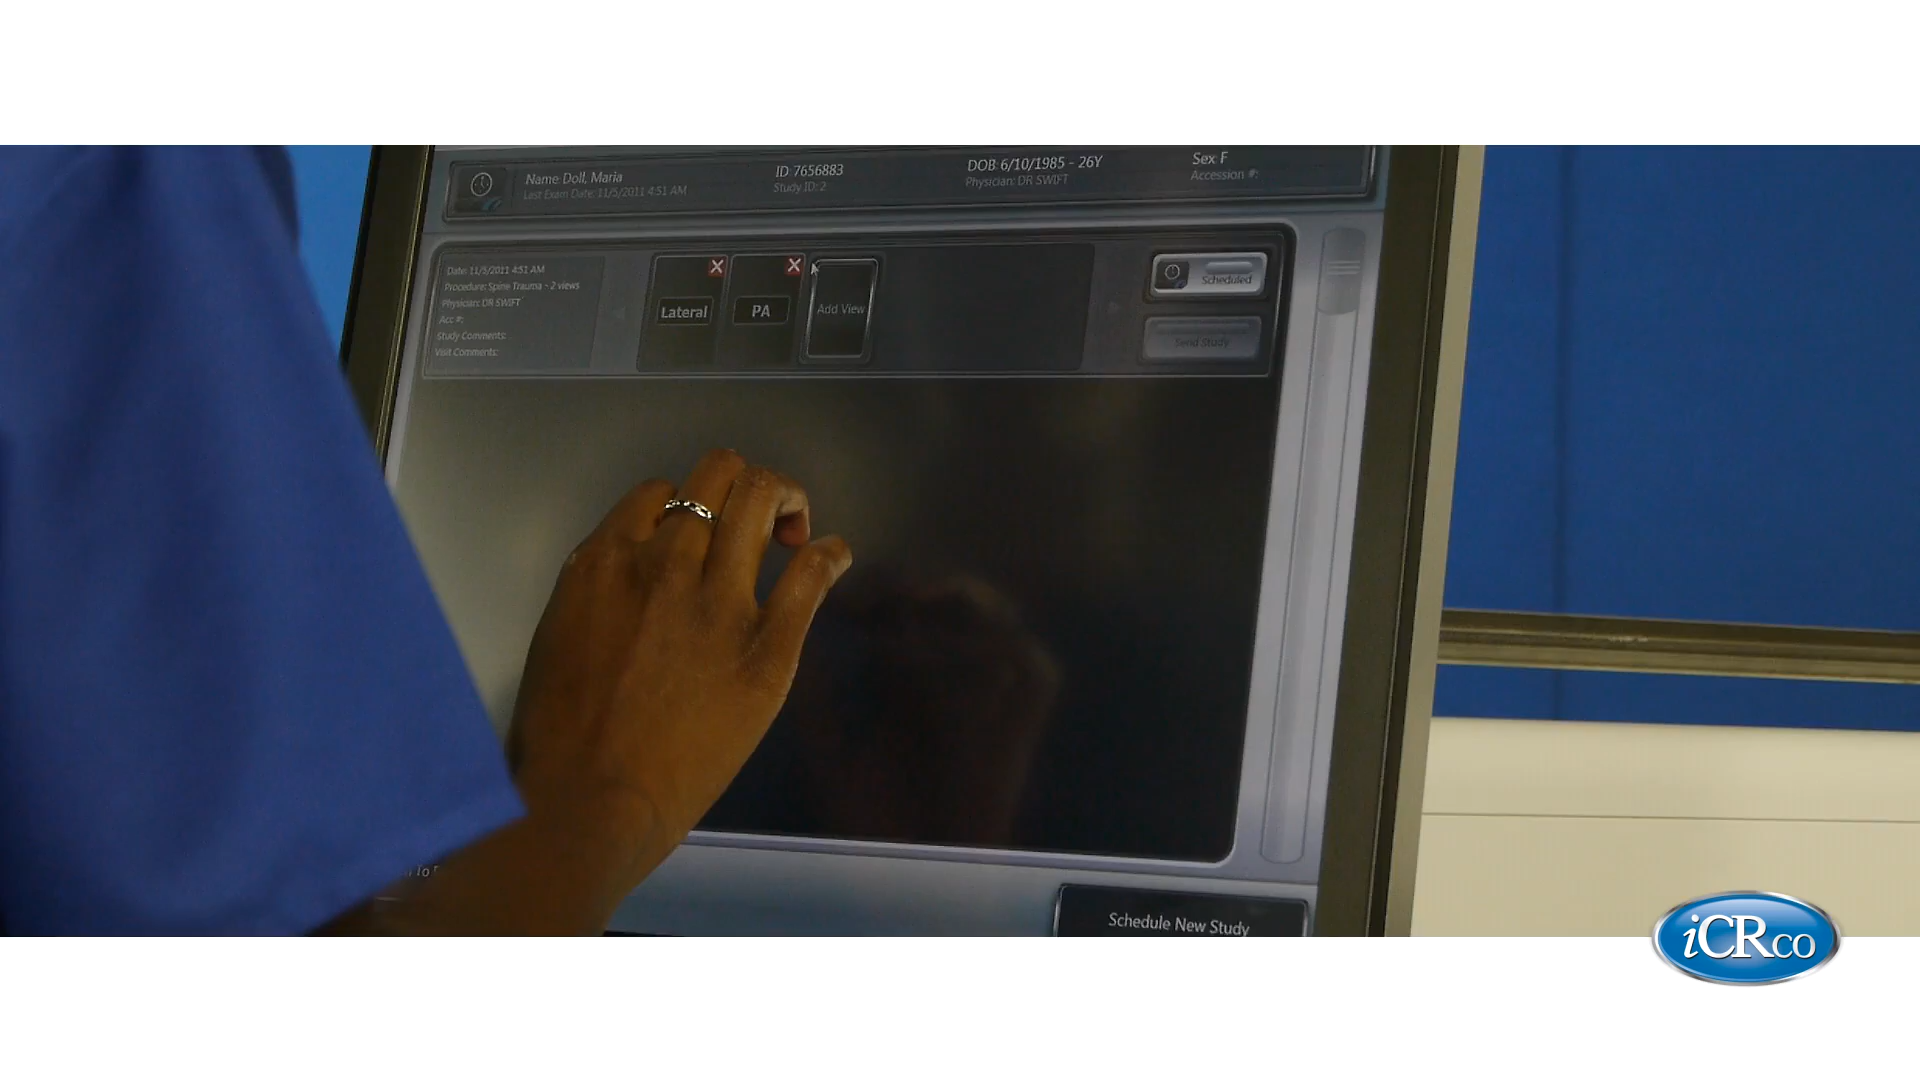 Name: Doll, Maria
Last Exam Date: 11/5/2011 4:51 AM
ID: 7656883
Study ID: 2
DOB: 6/10/1985 - 26Y
Physician: DR SWIFT
Sex: F
Accession #:
Date: 11/5/2011 4:51 AM
Procedure: Spine Trauma - 2 views
Physician: DR SWIFT
Acc #:
Study Comments:
Visit Comments:
Lateral
PA
Add View
Scheduled
Send Study
Schedule New Study
iCRco